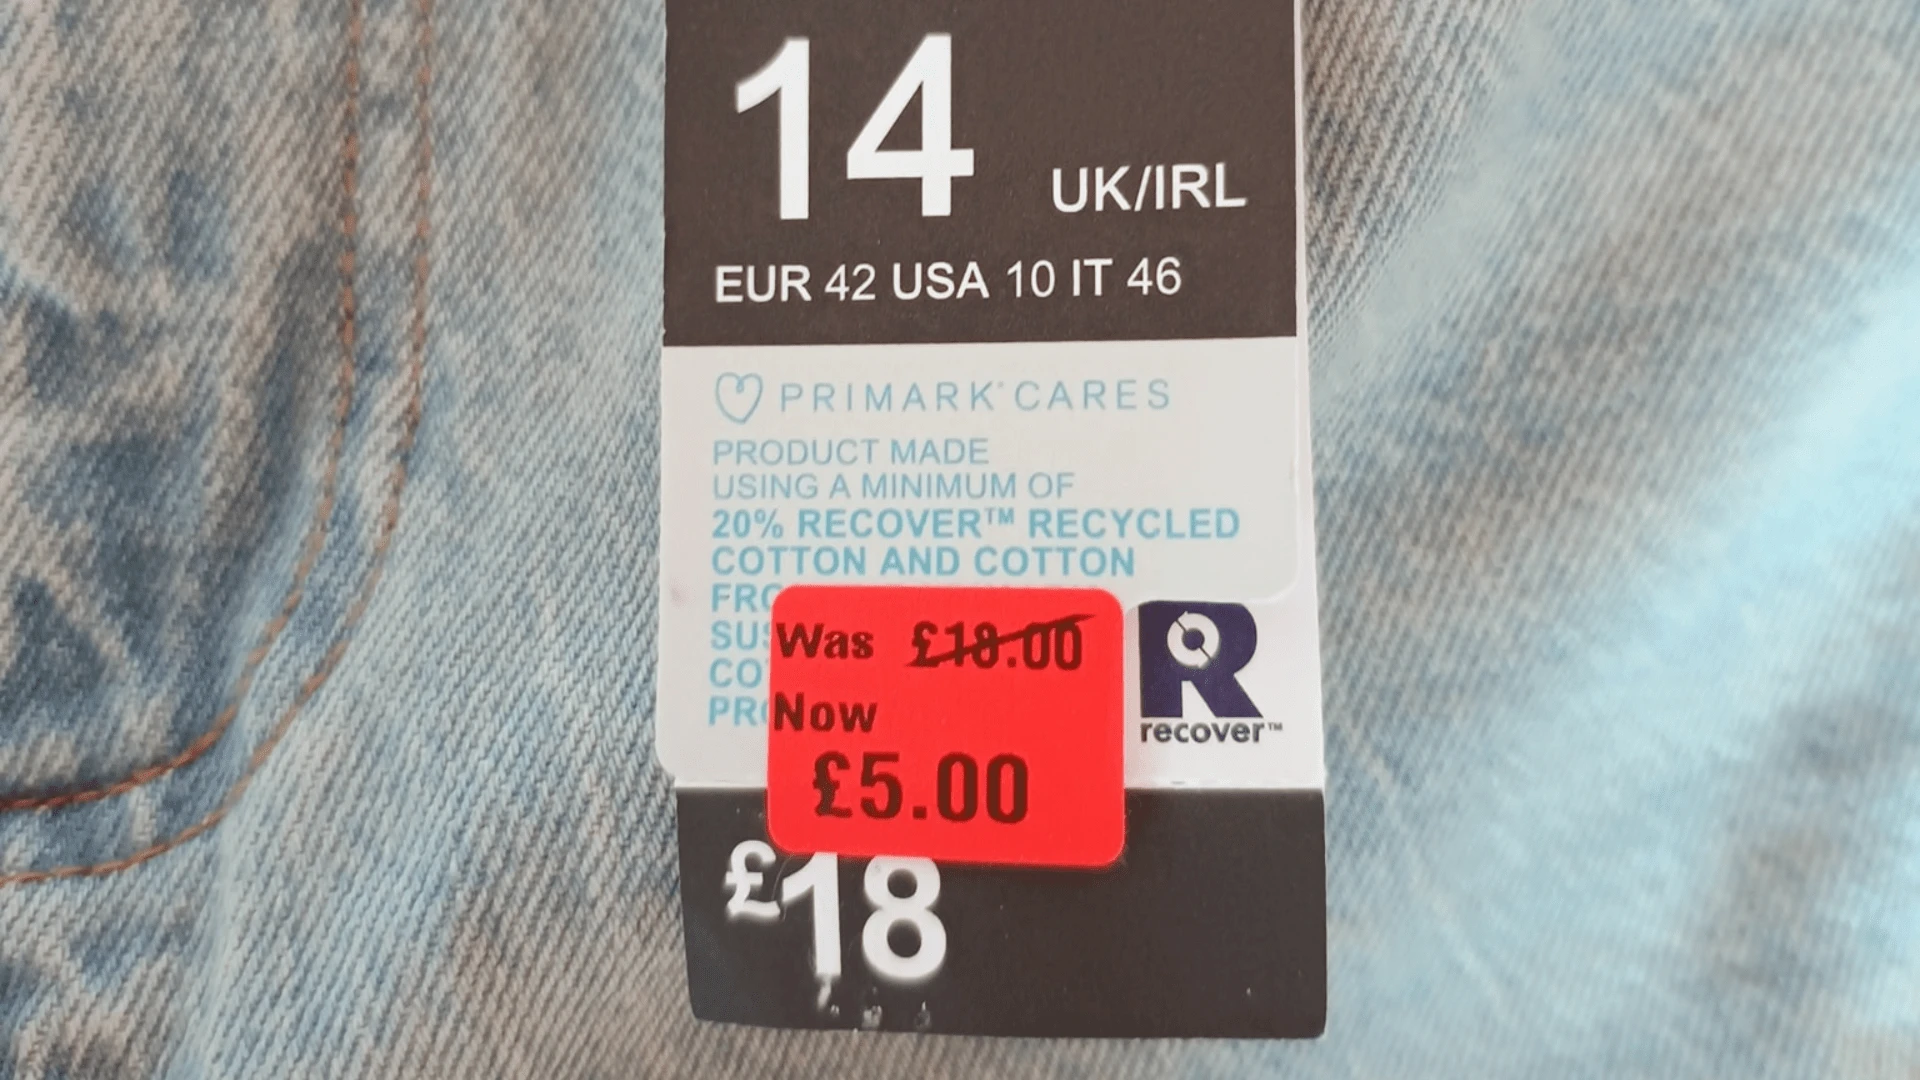 14 UK/IRL
EUR 42 USA 10 IT 46
PRIMARK® CARES
PRODUCT MADE
USING A MINIMUM OF
20% RECOVER™ RECYCLED
COTTON AND COTTON
Was £18.00
Now
£5.00
recover™
£18